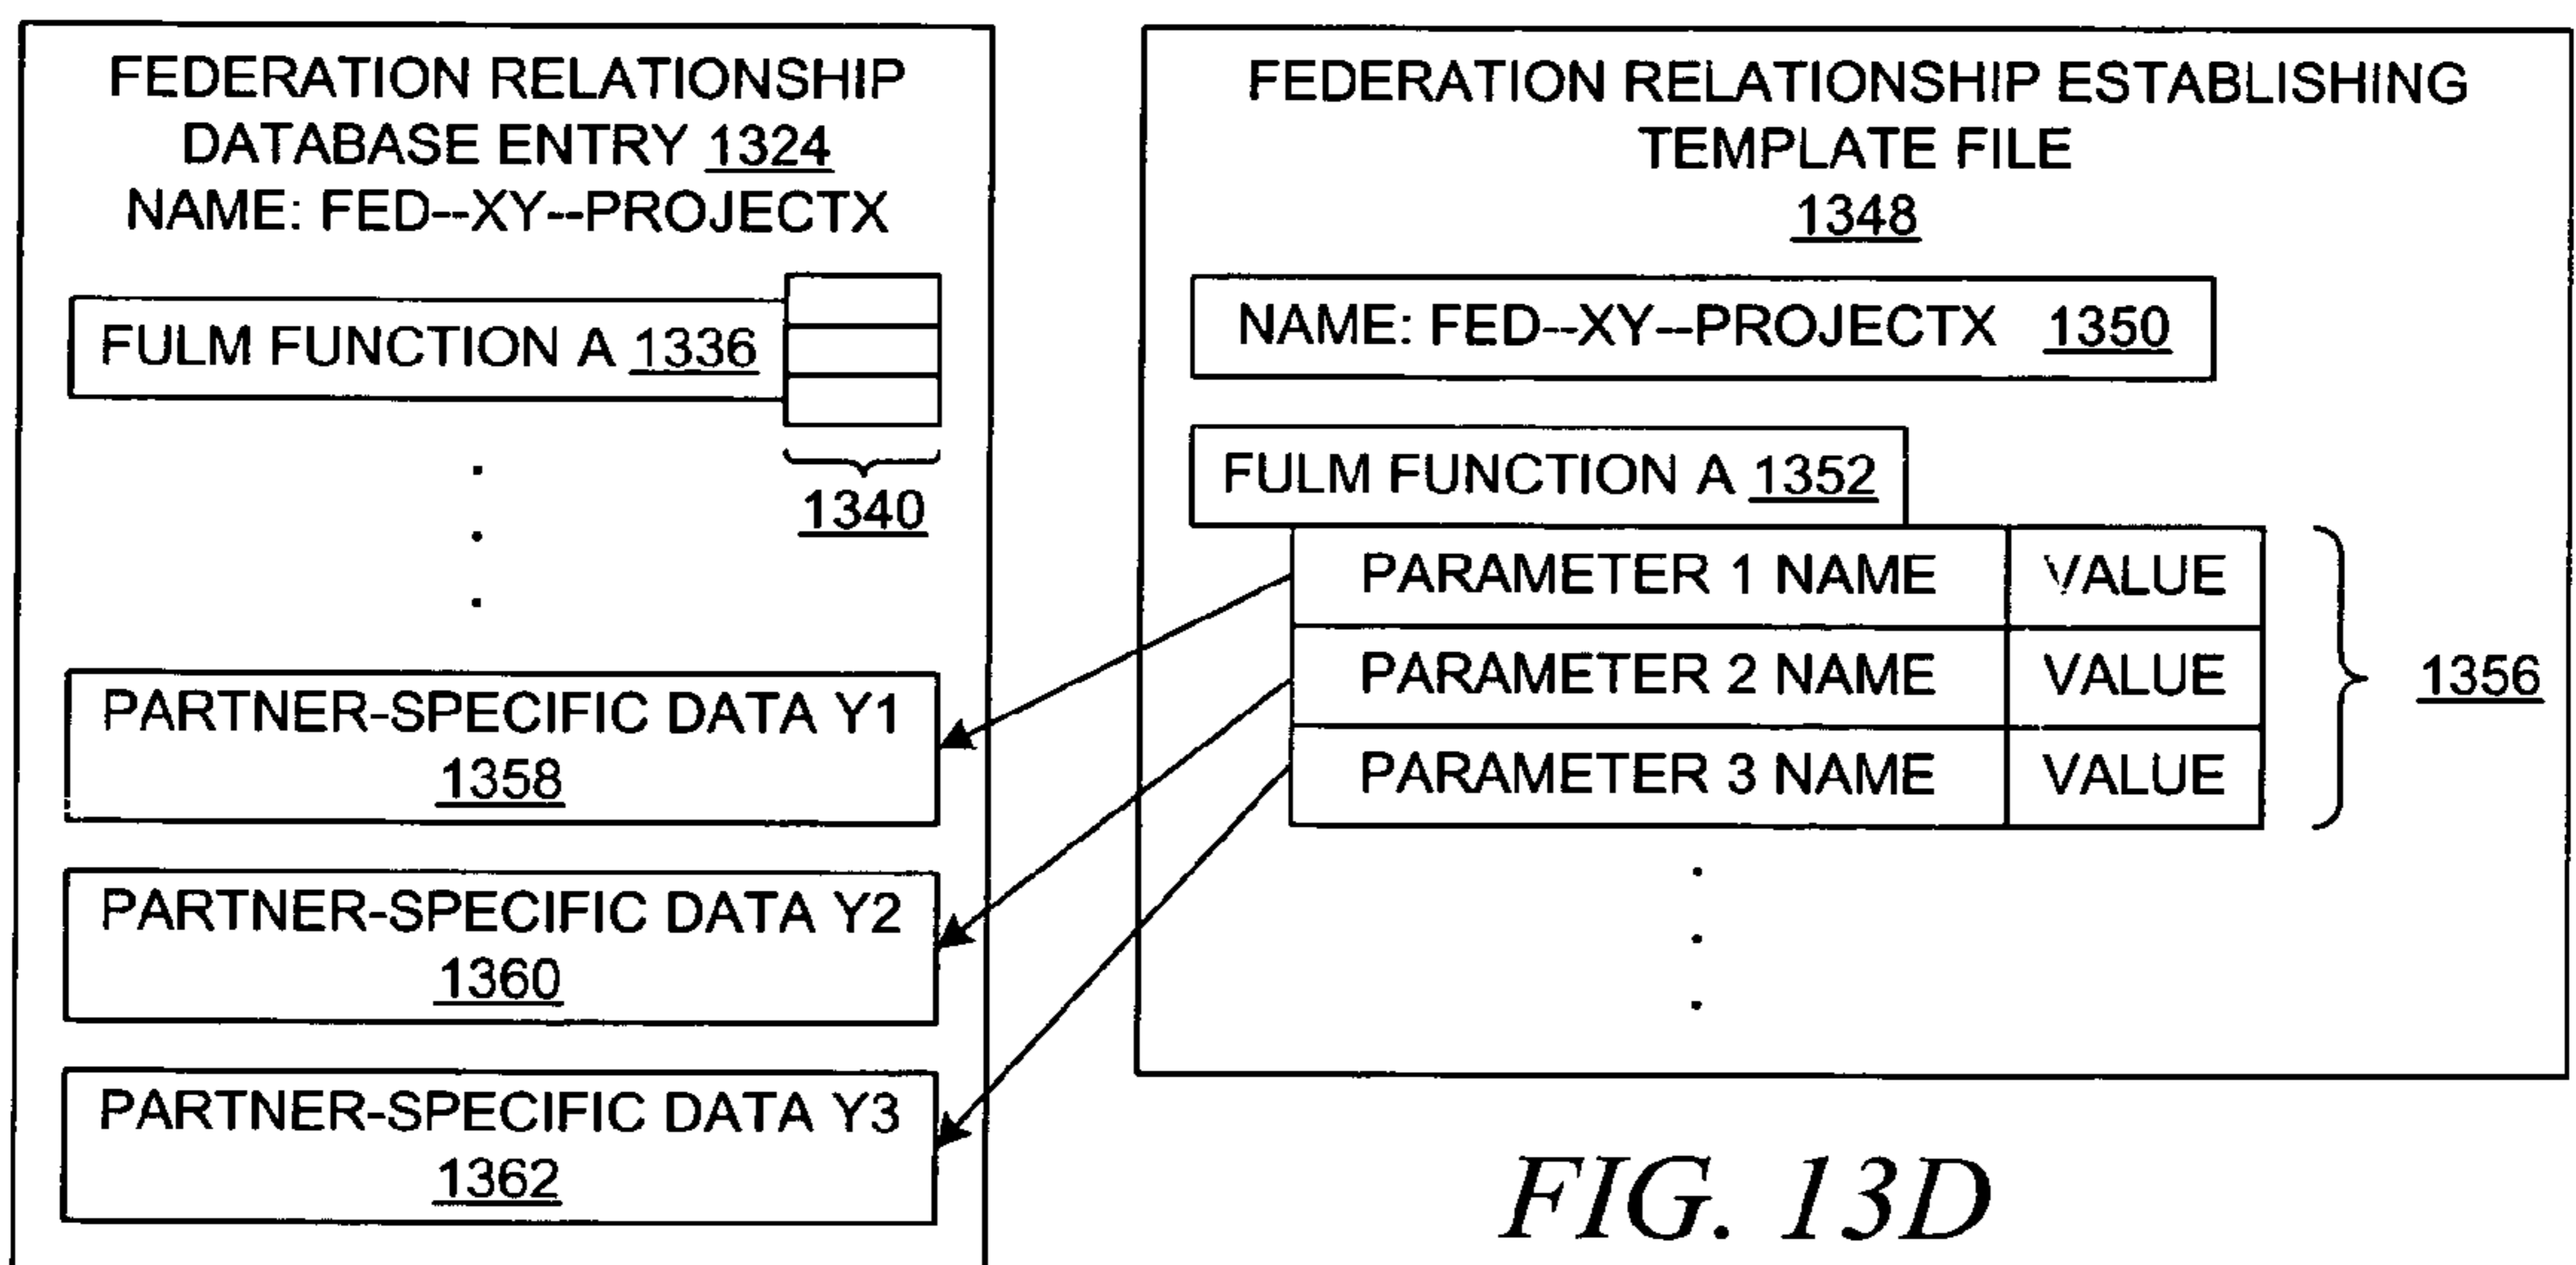 FEDERATION RELATIONSHIP
DATABASE ENTRY 1324
NAME: FED--XY--PROJECTX
FULM FUNCTION A 1336
1340
PARTNER-SPECIFIC DATA Y1
1358
PARTNER-SPECIFIC DATA Y2
1360
PARTNER-SPECIFIC DATA Y3
1362
FEDERATION RELATIONSHIP ESTABLISHING
TEMPLATE FILE
1348
NAME: FED--XY--PROJECTX 1350
FULM FUNCTION A 1352
PARAMETER 1 NAME VALUE
PARAMETER 2 NAME VALUE
PARAMETER 3 NAME VALUE
1356
FIG. 13D